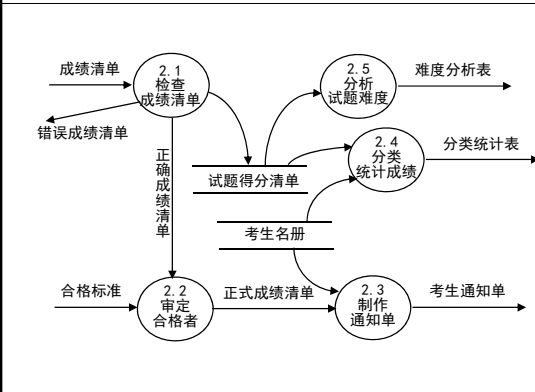 成绩清单
2.1
检查
成绩清单
2.5
分析
试题难度
难度分析表
错误成绩清单
正确成绩清单
2.4
分类
统计成绩
分类统计表
试题得分清单
考生名册
合格标准
2.2
审定
合格者
正式成绩清单
2.3
制作
通知单
考生通知单